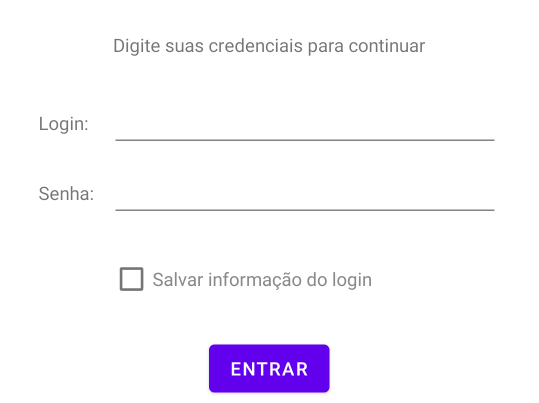 Digite suas credenciais para continuar
Login:
Senha:
Salvar informação do login
ENTRAR